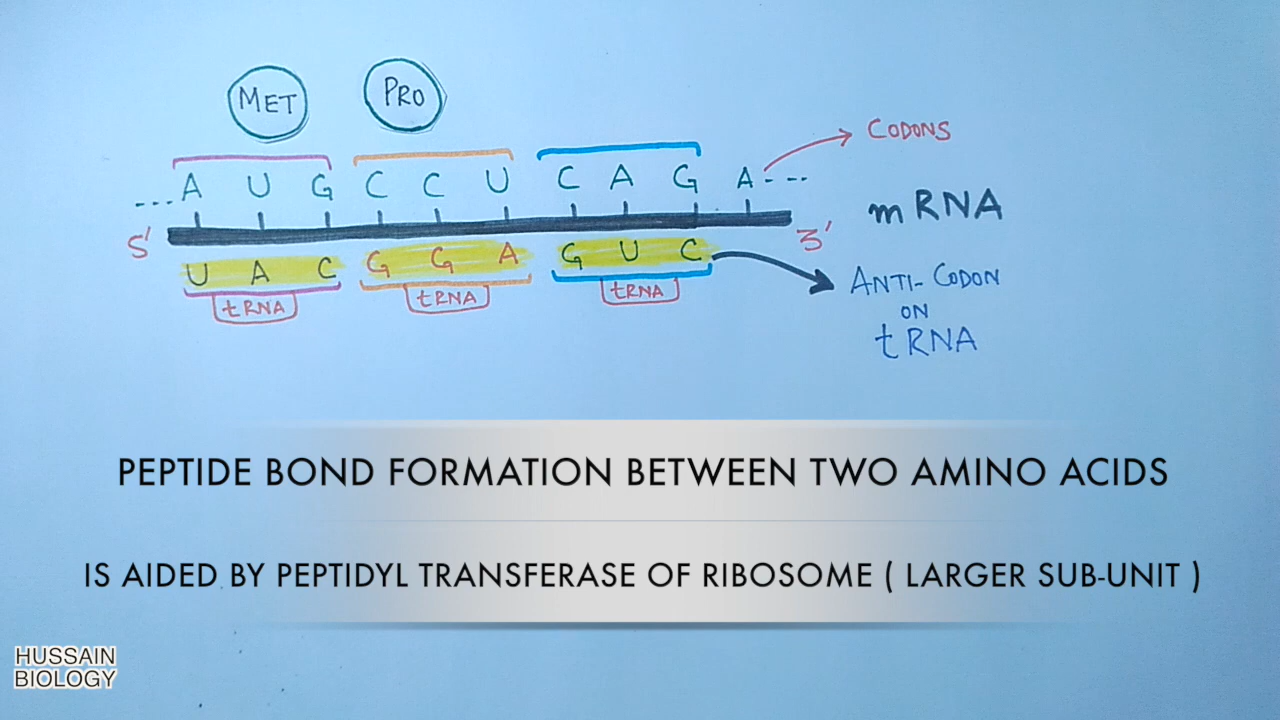 MET PRO
... A U G C C U C A G A ...
CODONS
mRNA
5' 3'
U A C G G A G U C
tRNA tRNA tRNA
ANTI-CODON
ON
tRNA
PEPTIDE BOND FORMATION BETWEEN TWO AMINO ACIDS
IS AIDED BY PEPTIDYL TRANSFERASE OF RIBOSOME ( LARGER SUB-UNIT )
HUSSAIN
BIOLOGY